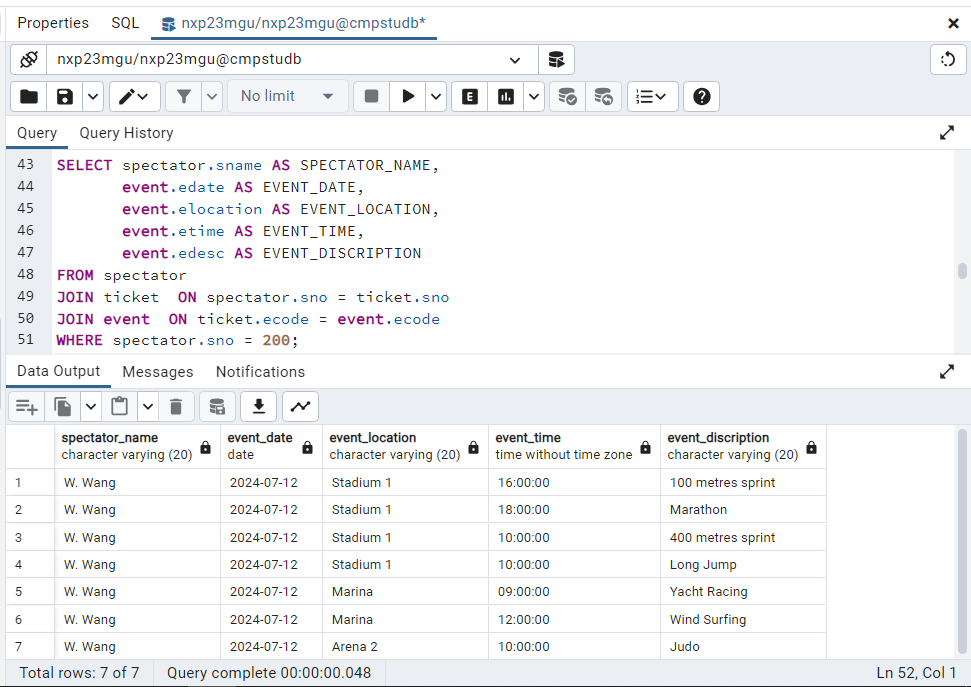 Properties SQL nxp23mgu/nxp23mgu@cmpstudb*
nxp23mgu/nxp23mgu@cmpstudb
No limit E
Query Query History
43 SELECT spectator.sname AS SPECTATOR_NAME,
44 event.edate AS EVENT_DATE,
45 event.elocation AS EVENT_LOCATION,
46 event.etime AS EVENT_TIME,
47 event.edesc AS EVENT_DISCRIPTION
48 FROM spectator
49 JOIN ticket ON spectator.sno = ticket.sno
50 JOIN event ON ticket.ecode = event.ecode
51 WHERE spectator.sno = 200;
Data Output Messages Notifications
spectator_name event_date event_location event_time event_discription
character varying (20) date character varying (20) time without time zone character varying (20)
1 W. Wang 2024-07-12 Stadium 1 16:00:00 100 metres sprint
2 W. Wang 2024-07-12 Stadium 1 18:00:00 Marathon
3 W. Wang 2024-07-12 Stadium 1 10:00:00 400 metres sprint
4 W. Wang 2024-07-12 Stadium 1 10:00:00 Long Jump
5 W. Wang 2024-07-12 Marina 09:00:00 Yacht Racing
6 W. Wang 2024-07-12 Marina 12:00:00 Wind Surfing
7 W. Wang 2024-07-12 Arena 2 10:00:00 Judo
Total rows: 7 of 7 Query complete 00:00:00.048 Ln 52, Col 1